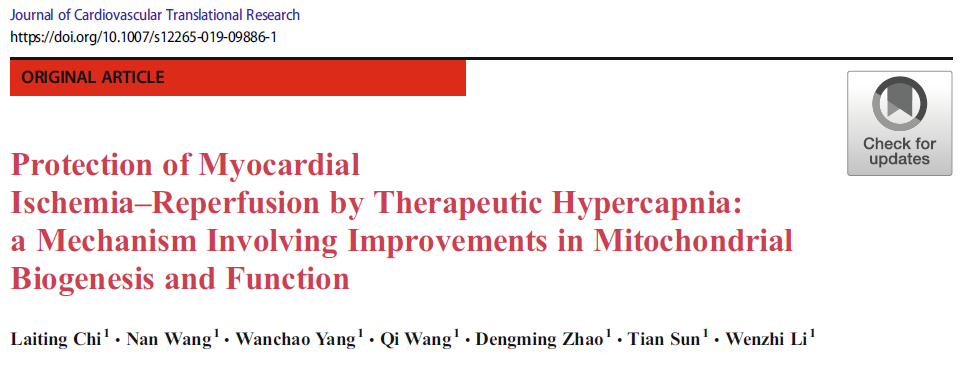 Journal of Cardiovascular Translational Research
https://doi.org/10.1007/s12265-019-09886-1
ORIGINAL ARTICLE
Check for
updates
Protection of Myocardial
Ischemia–Reperfusion by Therapeutic Hypercapnia:
a Mechanism Involving Improvements in Mitochondrial
Biogenesis and Function
Laiting Chi 1 • Nan Wang 1 • Wanchao Yang 1 • Qi Wang 1 • Dengming Zhao 1 • Tian Sun 1 • Wenzhi Li 1